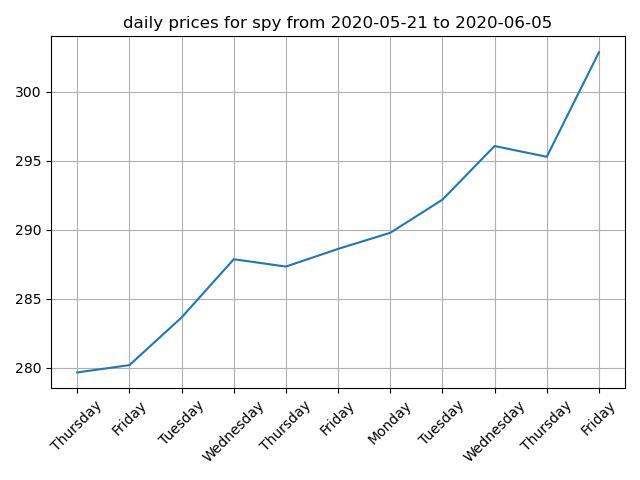 daily prices for spy from 2020-05-21 to 2020-06-05
300
295
290
285
280
Thursday
Friday
Tuesday
Wednesday
Thursday
Friday
Monday
Tuesday
Wednesday
Thursday
Friday